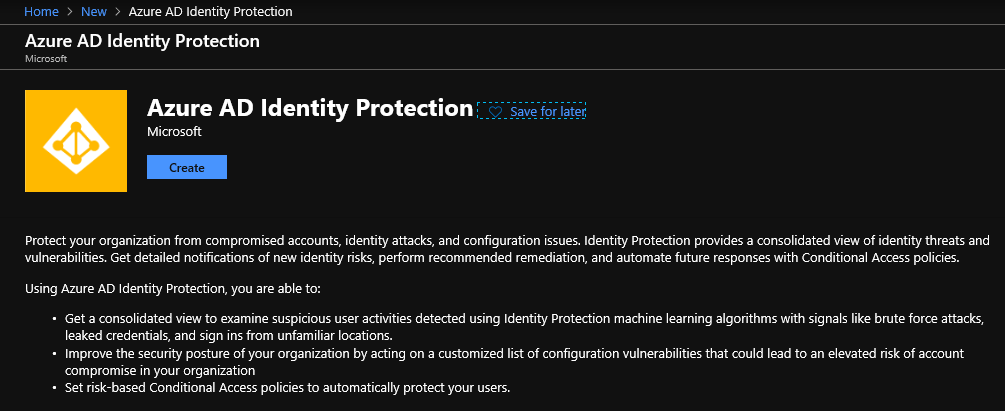 Home > New > Azure AD Identity Protection
Azure AD Identity Protection
Microsoft
Azure AD Identity Protection Save for later
Microsoft
Create
Protect your organization from compromised accounts, identity attacks, and configuration issues. Identity Protection provides a consolidated view of identity threats and
vulnerabilities. Get detailed notifications of new identity risks, perform recommended remediation, and automate future responses with Conditional Access policies.
Using Azure AD Identity Protection, you are able to:
• Get a consolidated view to examine suspicious user activities detected using Identity Protection machine learning algorithms with signals like brute force attacks,
leaked credentials, and sign ins from unfamiliar locations.
• Improve the security posture of your organization by acting on a customized list of configuration vulnerabilities that could lead to an elevated risk of account
compromise in your organization
• Set risk-based Conditional Access policies to automatically protect your users.